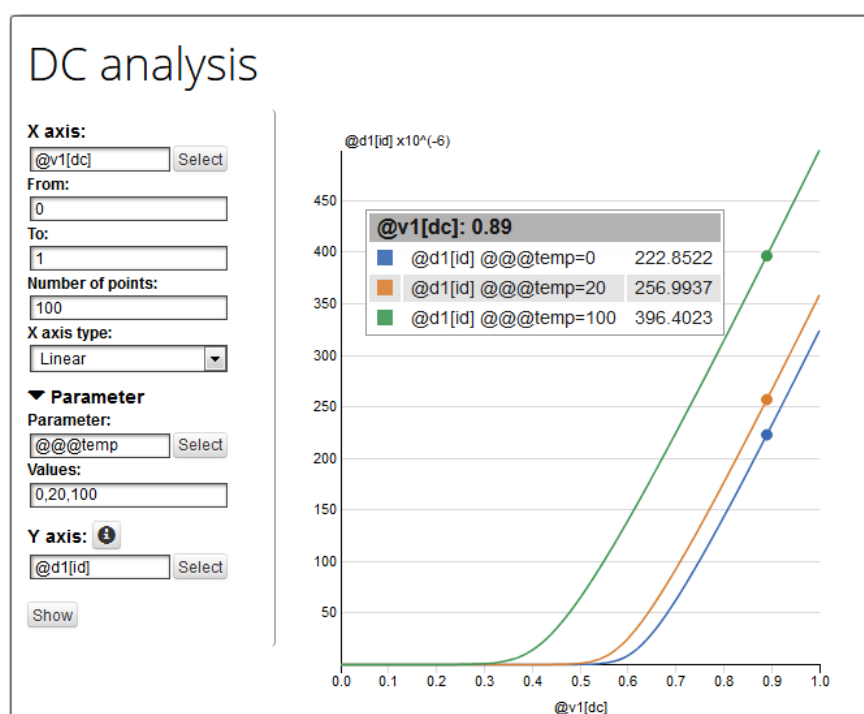 DC analysis
X axis:
@v1[dc] Select
From:
0
To:
1
Number of points:
100
X axis type:
Linear
Parameter
Parameter:
@@@temp Select
Values:
0,20,100
Y axis:
@d1[id] Select
Show
@d1[id] x10^(-6)
450
400
350
300
250
200
150
100
50
@v1[dc]: 0.89
@d1[id] @@@temp=0 222.8522
@d1[id] @@@temp=20 256.9937
@d1[id] @@@temp=100 396.4023
0.0 0.1 0.2 0.3 0.4 0.5 0.6 0.7 0.8 0.9 1.0
@v1[dc]